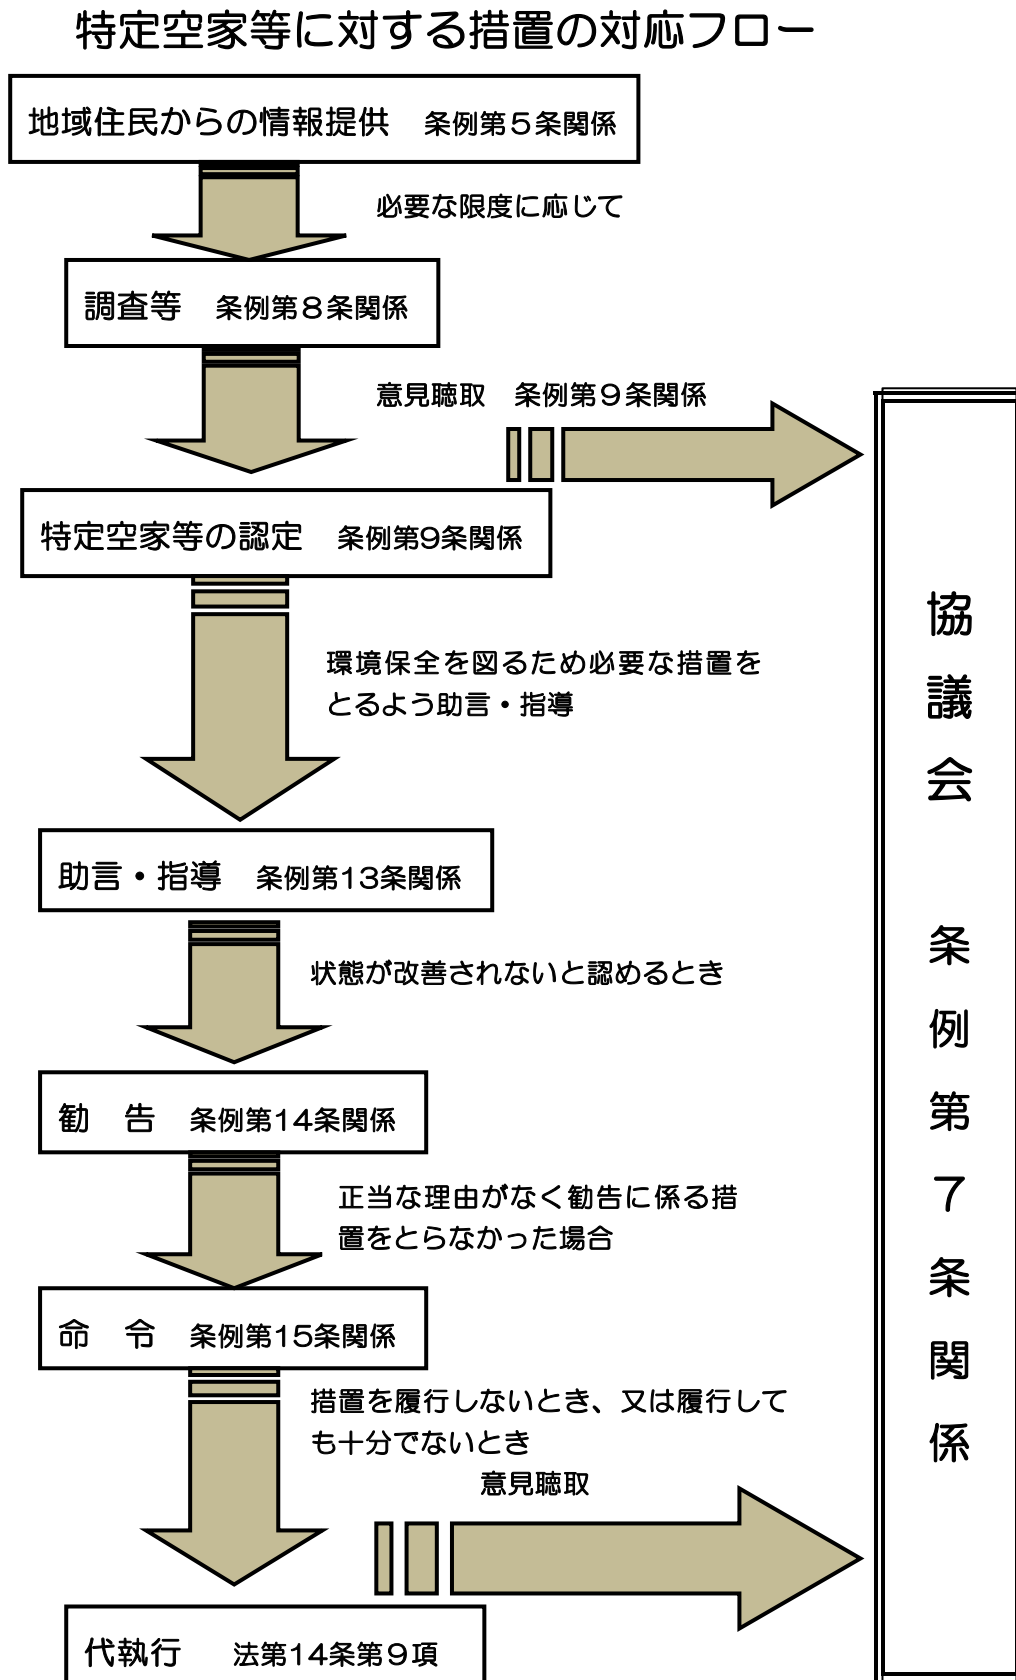 特定空家等に対する措置の対応フロー
地域住民からの情報提供　条例第５条関係
必要な限度に応じて
調査等　条例第８条関係
意見聴取　条例第９条関係
特定空家等の認定　条例第9条関係
環境保全を図るため必要な措置を
とるよう助言・指導
助言・指導　条例第13条関係
状態が改善されないと認めるとき
勧　告　条例第14条関係
正当な理由がなく勧告に係る措
置をとらなかった場合
命　令　条例第15条関係
措置を履行しないとき、又は履行して
も十分でないとき
意見聴取
代執行　法第14条第９項
協議会　条例第７条関係